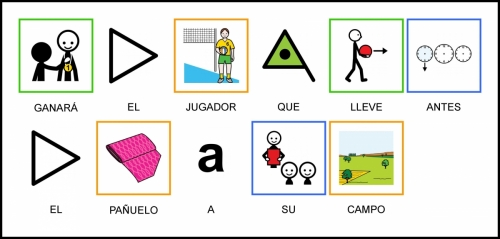 GANARÁ EL JUGADOR QUE LLEVE ANTES
a
EL PAÑUELO A SU CAMPO